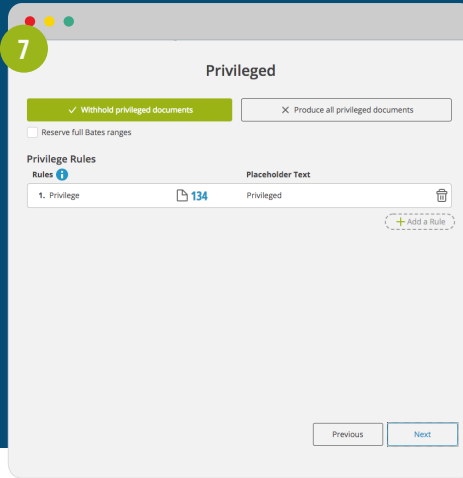 7
Privileged
Withhold privileged documents
Produce all privileged documents
Reserve full Bates ranges
Privilege Rules
Rules i Placeholder Text
1. Privilege 134 Privileged
+ Add a Rule
Previous Next